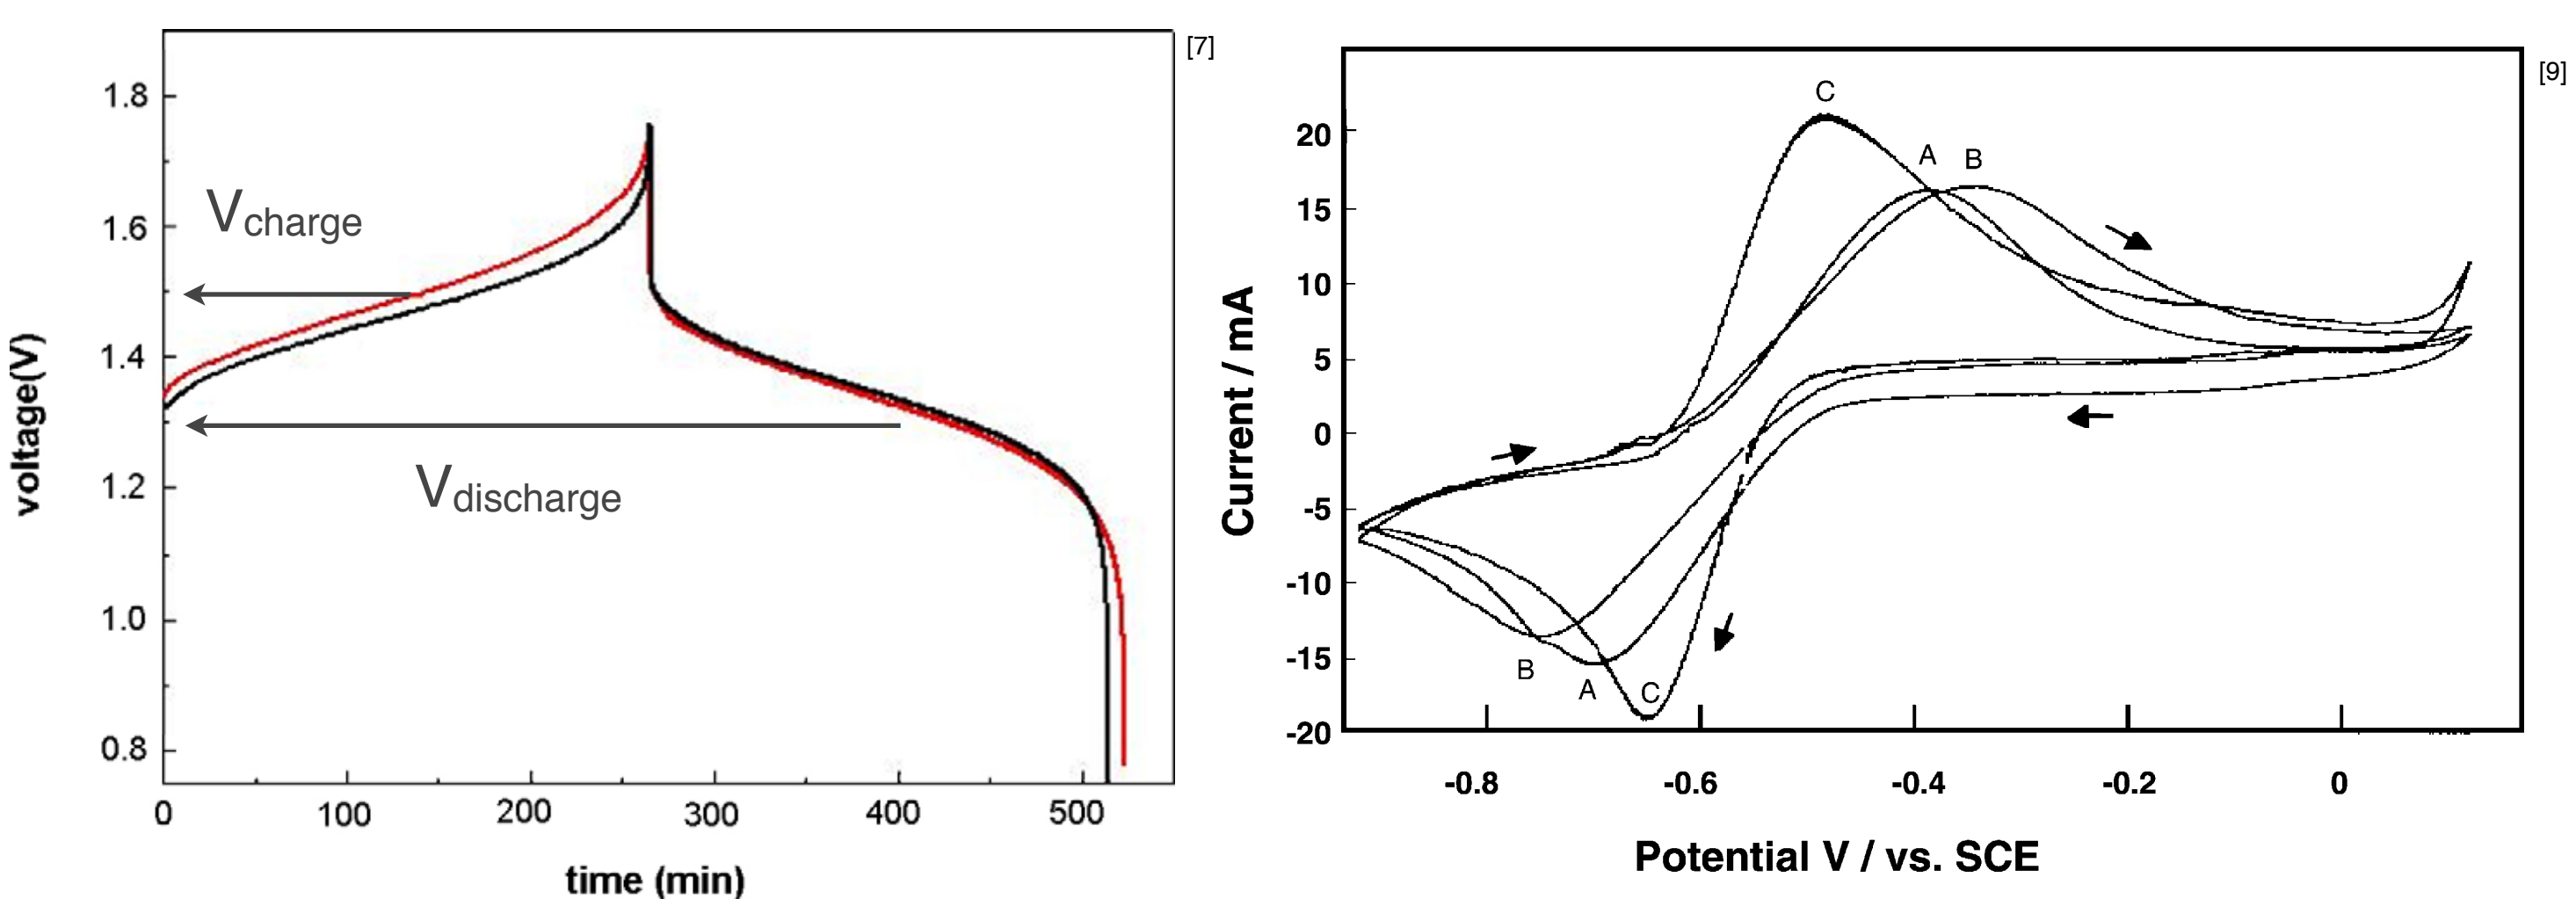 [7]
1.8
1.6
1.4
1.2
1.0
0.8
voltage(V)
Vcharge
Vdischarge
0 100 200 300 400 500
time (min)
[9]
20
15
10
5
0
-5
-10
-15
-20
Current / mA
C
A B
B
A
C
-0.8 -0.6 -0.4 -0.2 0
Potential V / vs. SCE